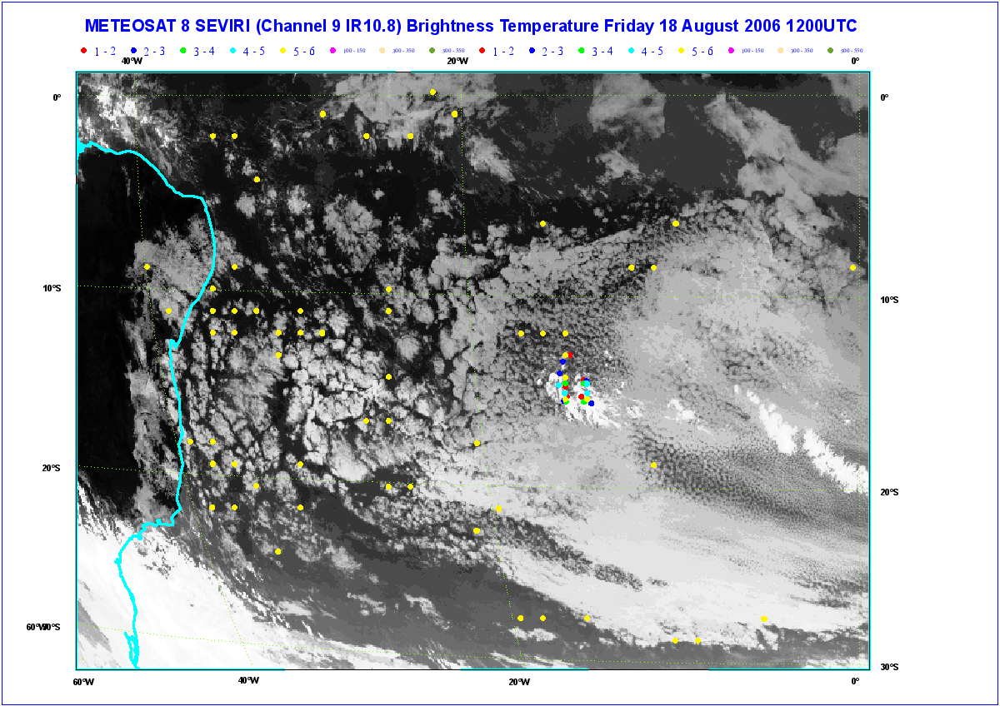 METEOSAT 8 SEVIRI (Channel 9 IR10.8) Brightness Temperature Friday 18 August 2006 1200UTC
1 - 2 2 - 3 3 - 4 4 - 5 5 - 6 100 - 150 300 - 350 500 - 550 1 - 2 2 - 3 3 - 4 4 - 5 5 - 6 100 - 150 300 - 350 500 - 550
40°W 20°W 0°
0° 0°
10°S 10°S
20°S 20°S
30°S
60°W 40°W 20°W 0°